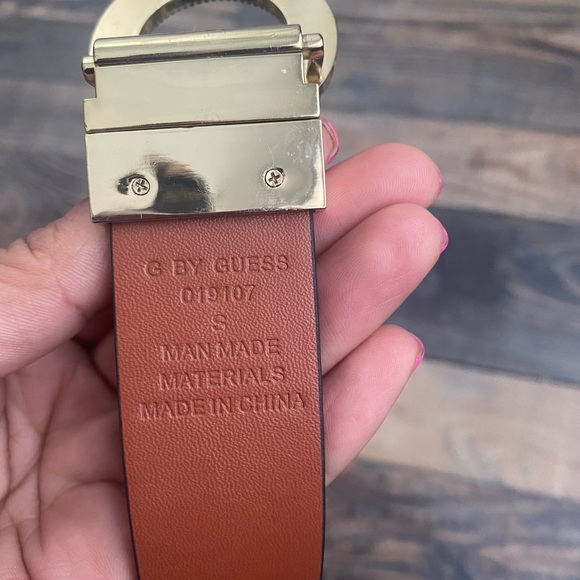 G BY GUESS
019107
S
MAN MADE
MATERIALS
MADE IN CHINA